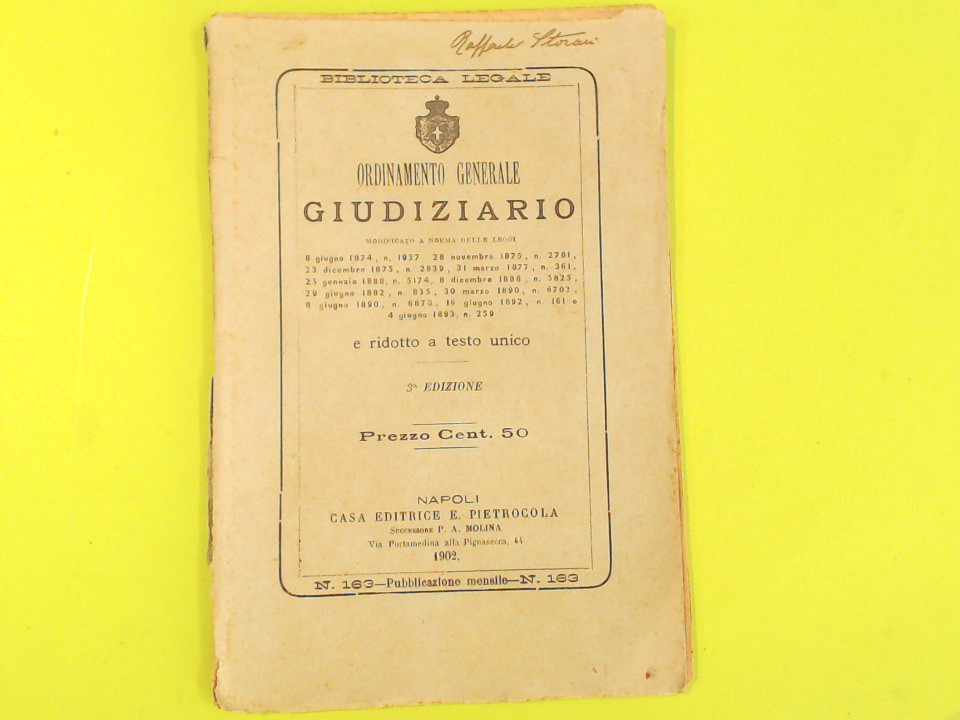 Raffaele Storari
BIBLIOTECA LEGALE
ORDINAMENTO GENERALE
GIUDIZIARIO
MODIFICATO A NORMA DELLE LEGGI
8 giugno 1874, n. 1937 28 novembre 1875, n. 2781,
23 dicembre 1875, n 2839, 31 marzo 1877, n. 361,
25 gennaio 1888, n. 5174, 8 dicembre 1888, n. 5825,
29 giugno 1882, n. 835, 30 marzo 1890, n. 6702,
8 giugno 1890, n. 6878, 16 giugno 1892, n. 161 e
4 giugno 1893, n. 259
e ridotto a testo unico
3ª EDIZIONE
Prezzo Cent. 50
NAPOLI
CASA EDITRICE E. PIETROCOLA
SUCCESSORE P. A. MOLINA
Via Portamedina alla Pignasecca, 44
1902.
N. 163—Pubblicazione mensile—N. 163